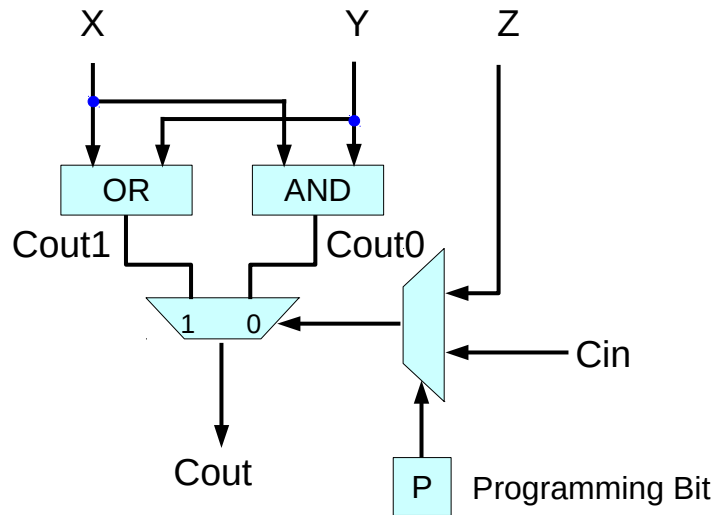 X Y Z
OR AND
Cout1 Cout0
1 0
Cin
Cout
P Programming Bit